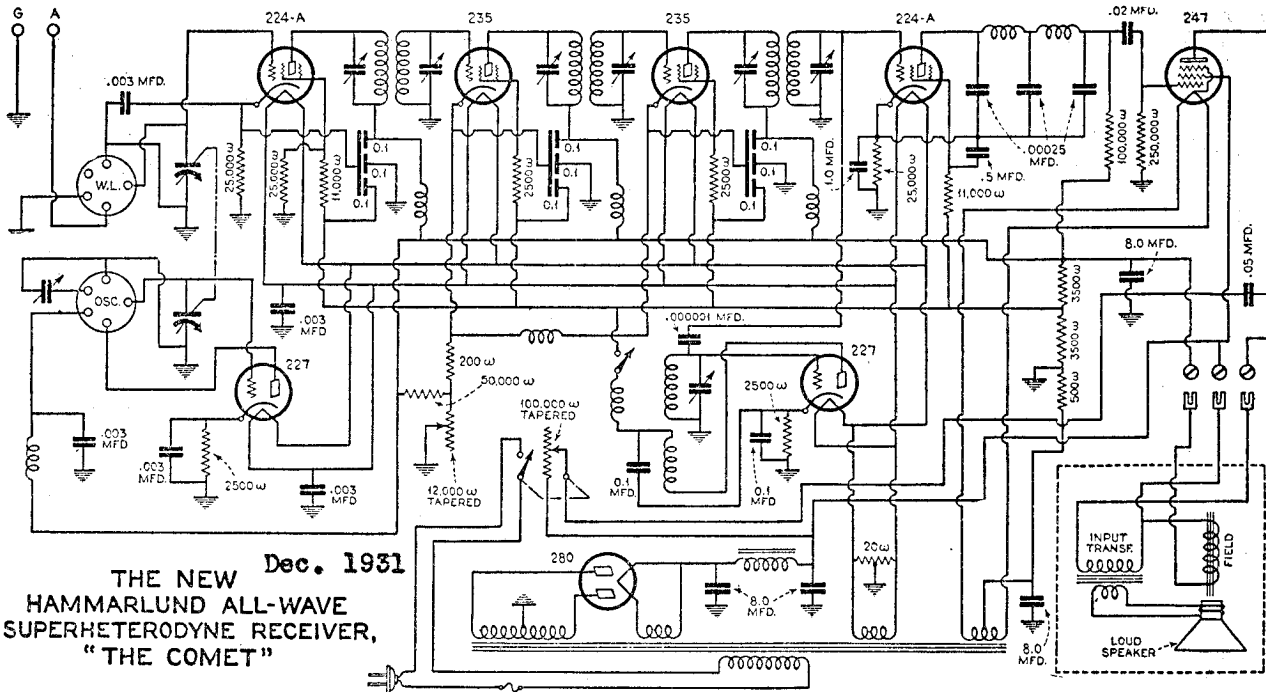 G A
224-A
235
235
224-A
.02 MFD.
247
.003 MFD.
W.L.
25,000 ω
25,000 ω
11,000 ω
0.1
0.1
0.1
2500 ω
0.1
0.1
0.1
2500 ω
0.1
0.1
0.1
1.0 MFD.
25,000 ω
.00025
MFD.
.5 MFD.
11,000 ω
100,000 ω
250,000 ω
8.0 MFD.
.05 MFD.
OSC.
.003
MFD
.000001 MFD.
3500 ω
3500 ω
500 ω
227
200 ω
50,000 ω
100,000 ω
TAPERED
12,000 ω
TAPERED
227
2500 ω
.003
MFD.
.003
MFD.
2500 ω
.003
MFD
0.1
MFD.
0.1
MFD.
280
8.0
MFD.
20 ω
8.0
MFD.
INPUT
TRANSF.
FIELD
LOUD
SPEAKER
Dec. 1931
THE NEW
HAMMARLUND ALL-WAVE
SUPERHETERODYNE RECEIVER,
"THE COMET"